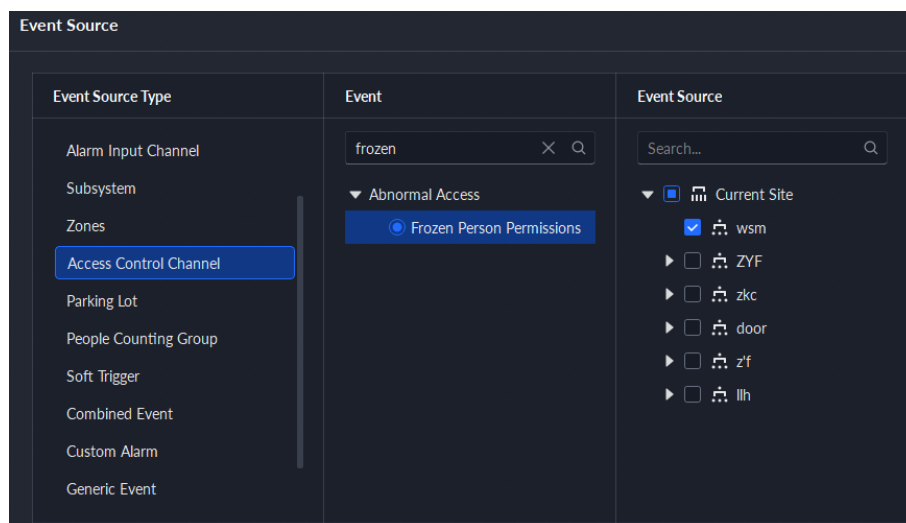 Event Source
Event Source Type
Event
Event Source
Alarm Input Channel
Subsystem
Zones
Access Control Channel
Parking Lot
People Counting Group
Soft Trigger
Combined Event
Custom Alarm
Generic Event
frozen
Abnormal Access
Frozen Person Permissions
Search...
Current Site
wsm
ZYF
zkc
door
z'f
llh